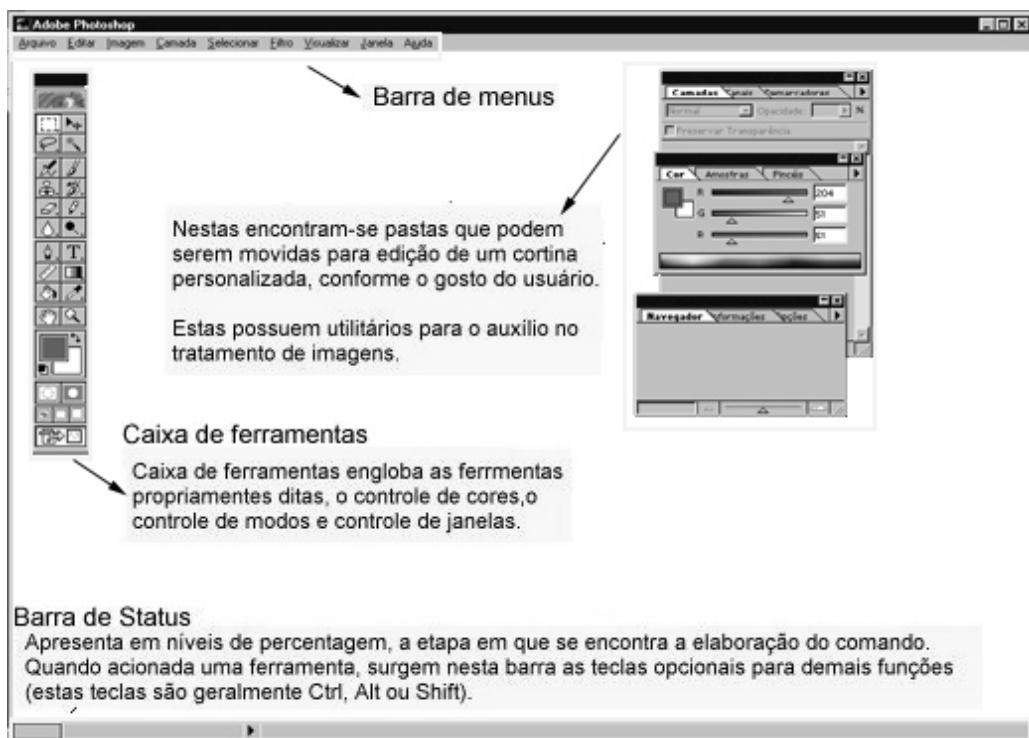 Adobe Photoshop
Arquivo Editar Imagem Camada Selecionar Filtro Visualizar Janela Ajuda
Barra de menus
Camadas Canais Demarcadoras
Normal Opacidade: %
Preservar Transparência
Cor Amostras Pincéis
R 204
G 51
B 51
Nestas encontram-se pastas que podem
serem movidas para edição de um cortina
personalizada, conforme o gosto do usuário.
Estas possuem utilitários para o auxílio no
tratamento de imagens.
Navegador Informações Opções
Caixa de ferramentas
Caixa de ferramentas engloba as ferrmentas
propriamentes ditas, o controle de cores,o
controle de modos e controle de janelas.
Barra de Status
Apresenta em níveis de percentagem, a etapa em que se encontra a elaboração do comando.
Quando acionada uma ferramenta, surgem nesta barra as teclas opcionais para demais funções
(estas teclas são geralmente Ctrl, Alt ou Shift).